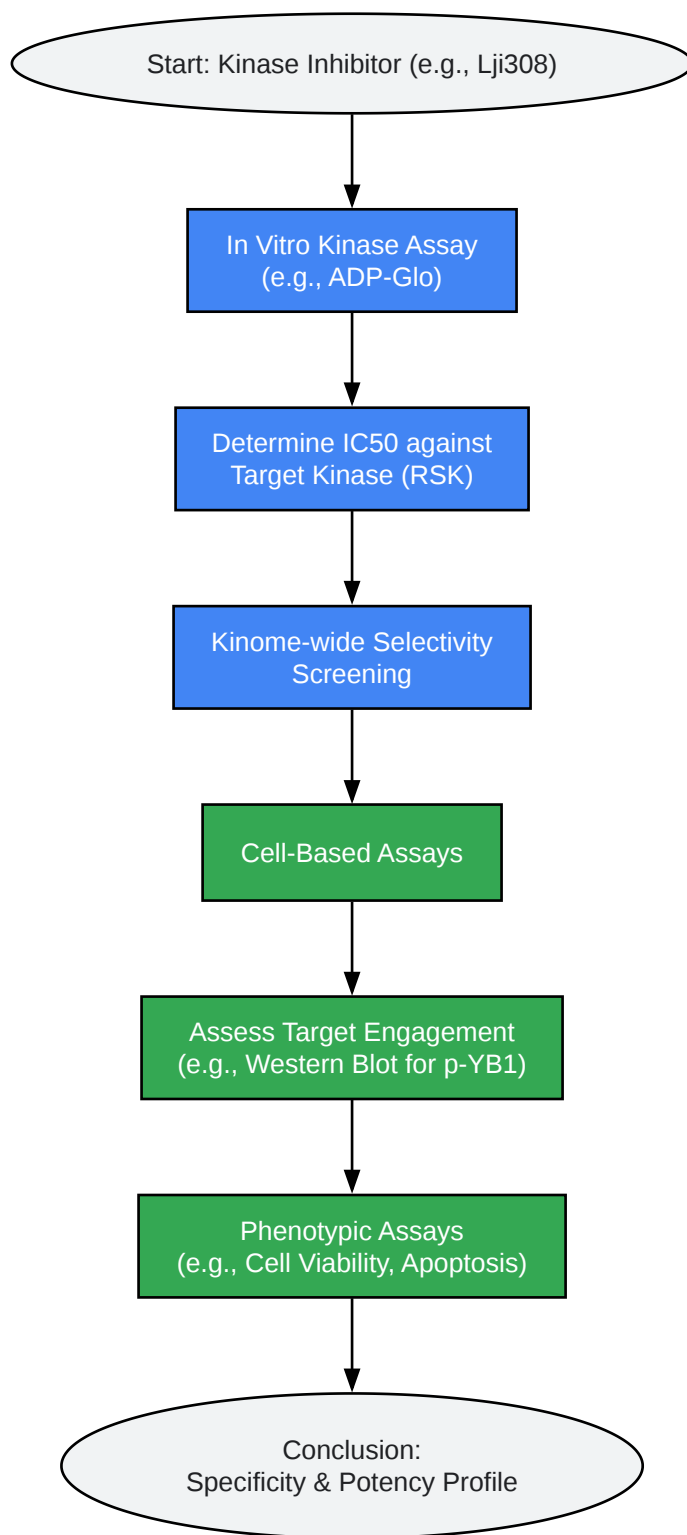 Start: Kinase Inhibitor (e.g., Lji308)
In Vitro Kinase Assay
(e.g., ADP-Glo)
Determine IC50 against
Target Kinase (RSK)
Kinome-wide Selectivity
Screening
Cell-Based Assays
Assess Target Engagement
(e.g., Western Blot for p-YB1)
Phenotypic Assays
(e.g., Cell Viability, Apoptosis)
Conclusion:
Specificity & Potency Profile